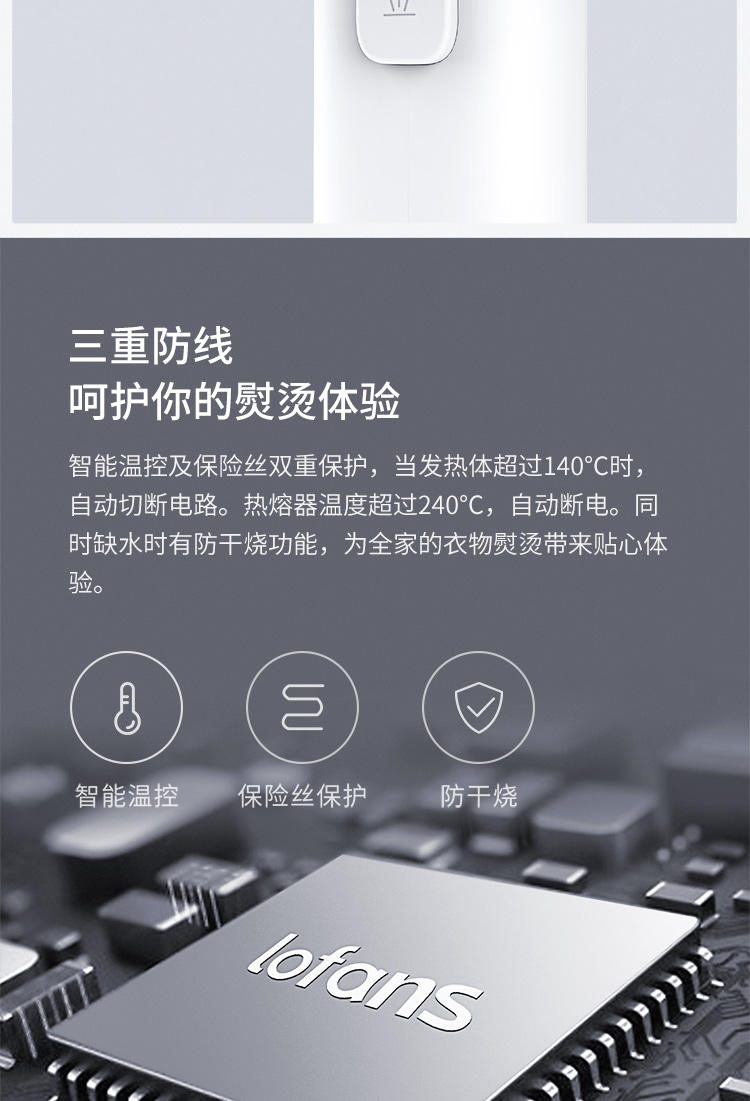 三重防线
呵护你的熨烫体验
智能温控及保险丝双重保护，当发热体超过140℃时，
自动切断电路。热熔器温度超过240℃，自动断电。同
时缺水时有防干烧功能，为全家的衣物熨烫带来贴心体
验。
智能温控 保险丝保护 防干烧
lofans